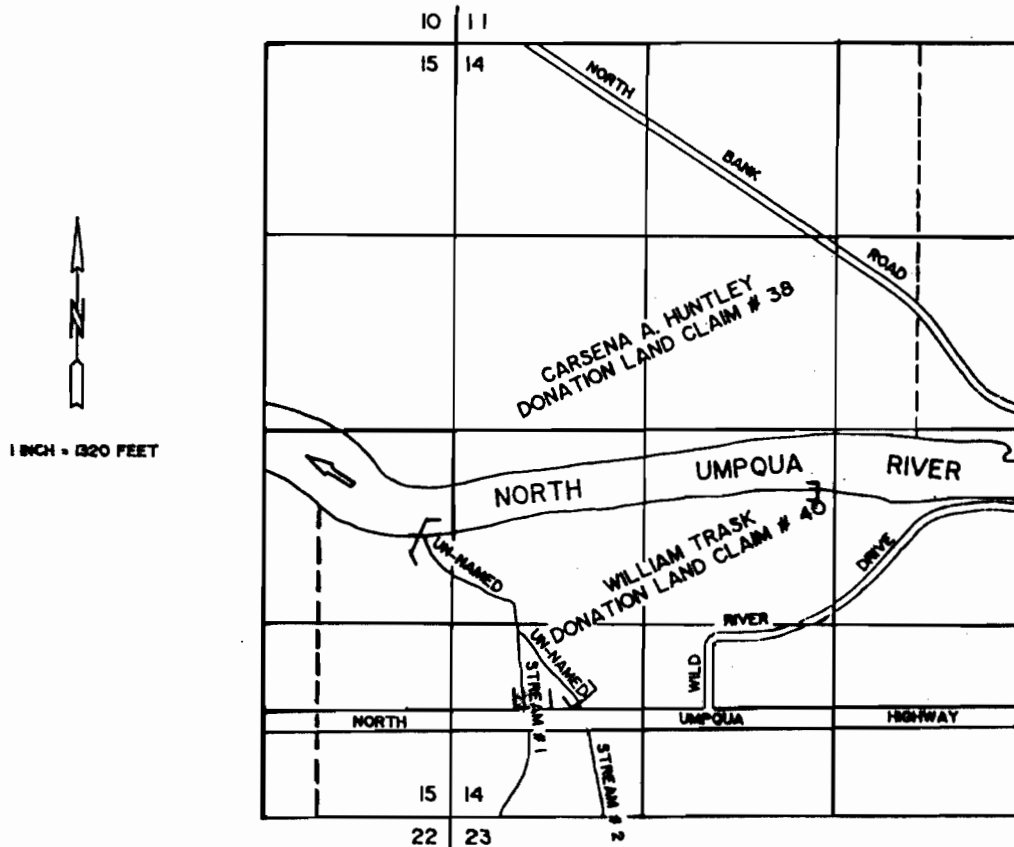 10 11
15 14
NORTH
BANK
ROAD
N
CARSENA A. HUNTLEY
DONATION LAND CLAIM # 38
1 INCH = 1320 FEET
NORTH UMPQUA RIVER
UN-NAMED
WILLIAM TRASK
DONATION LAND CLAIM # 40
DRIVE
RIVER
WILD
UN-NAMED
STREAM #1
NORTH UMPQUA HIGHWAY
STREAM #2
15 14
22 23